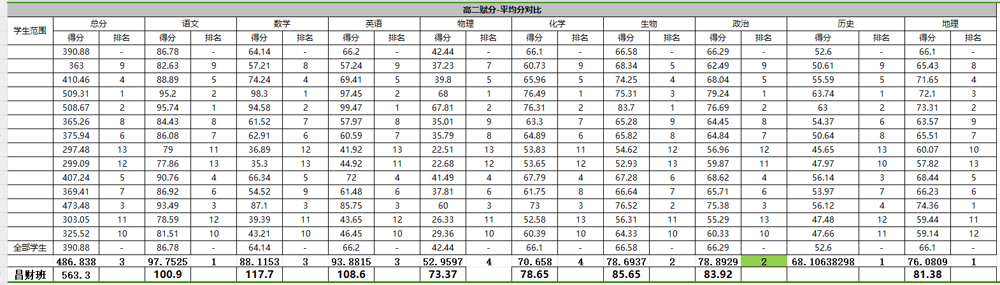 高二赋分-平均分对比
学生范围 总分 语文 数学 英语 物理 化学 生物 政治 历史 地理
得分 排名 得分 排名 得分 排名 得分 排名 得分 排名 得分 排名 得分 排名 得分 排名 得分 排名 得分 排名
390.88 - 86.78 - 64.14 - 66.2 - 42.44 - 66.1 - 66.58 - 66.29 - 52.6 - 66.1 -
363 9 82.63 9 57.21 8 57.24 9 37.23 7 60.73 9 68.34 5 62.49 9 50.61 9 65.43 8
410.46 4 88.89 5 74.24 4 69.41 5 39.8 5 65.96 5 74.25 4 68.04 5 55.59 5 71.65 4
509.31 1 95.2 2 98.3 1 97.45 2 68 1 76.49 1 75.31 3 79.24 1 63.74 1 72.1 3
508.67 2 95.74 1 94.58 2 99.47 1 67.81 2 76.31 2 83.7 1 76.69 2 63 2 73.31 2
365.26 8 84.43 8 61.52 7 57.97 8 35.01 9 63.3 7 65.28 9 64.45 8 54.37 6 63.57 9
375.94 6 86.08 7 62.91 6 60.59 7 35.79 8 64.89 6 65.82 8 64.84 7 50.64 8 65.51 7
297.48 13 79 11 36.89 12 41.92 13 22.51 13 53.83 11 54.62 12 56.96 12 45.65 13 60.07 10
299.09 12 77.86 13 35.3 13 44.92 11 22.68 12 53.65 12 52.93 13 59.87 11 47.97 10 57.82 13
407.24 5 90.76 4 66.34 5 72 4 41.49 4 67.79 4 67.28 6 68.62 4 56.14 3 68.44 5
369.41 7 86.92 6 54.52 9 61.48 6 37.81 6 61.75 8 66.64 7 65.71 6 53.97 7 66.23 6
473.48 3 93.49 3 87.1 3 85.75 3 60 3 73 3 76.52 2 75.38 3 56.12 4 74.36 1
303.05 11 78.59 12 39.39 11 43.65 12 26.33 11 52.58 13 56.31 11 55.29 13 47.48 12 59.44 11
325.52 10 81.51 10 43.21 10 46.45 10 29.36 10 60.39 10 64.33 10 60.33 10 47.66 11 59.14 12
全部学生 390.88 - 86.78 - 64.14 - 66.2 - 42.44 - 66.1 - 66.58 - 66.29 - 52.6 - 66.1 -
486.838 3 97.7525 1 88.1153 3 93.8815 3 52.9597 4 70.658 4 78.6937 2 78.8929 2 68.10638298 1 76.0809 1
昌财班 563.3 100.9 117.7 108.6 73.37 78.65 85.65 83.92 81.38